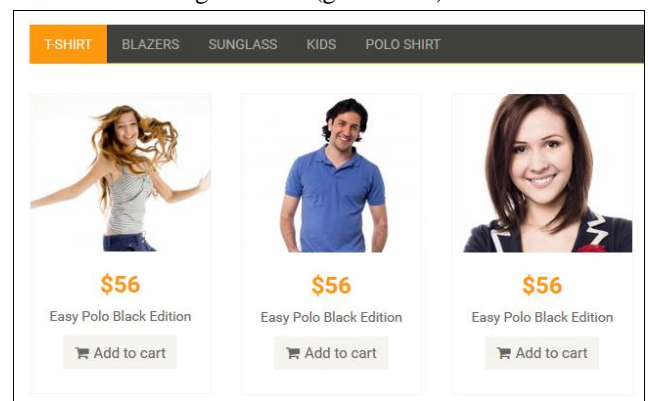 T-SHIRT BLAZERS SUNGLASS KIDS POLO SHIRT
$56 $56 $56
Easy Polo Black Edition Easy Polo Black Edition Easy Polo Black Edition
Add to cart Add to cart Add to cart